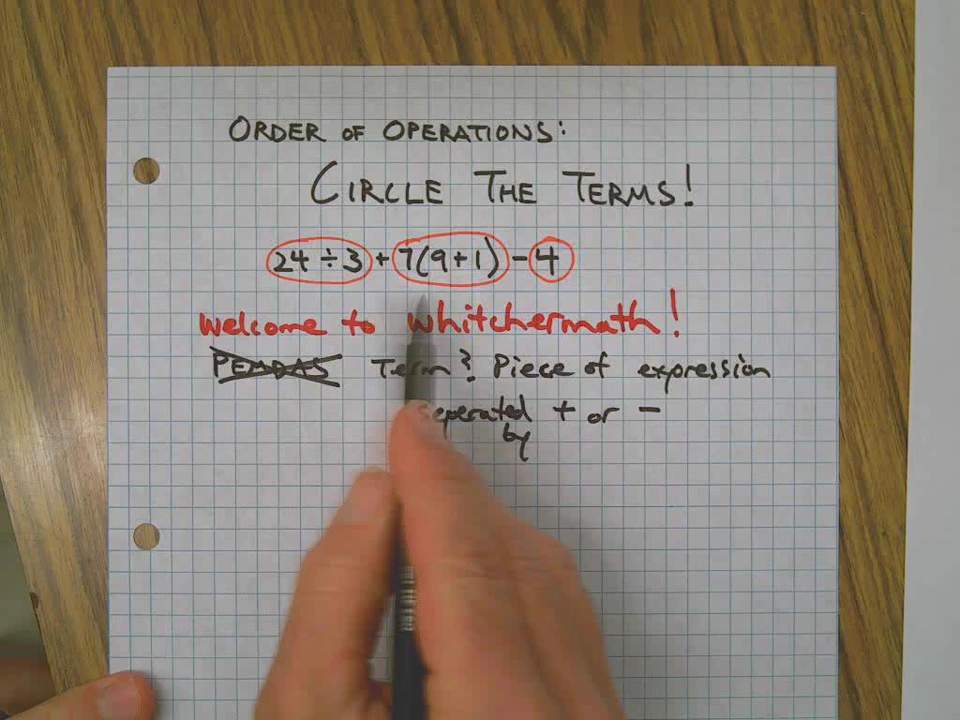 ORDER OF OPERATIONS:
CIRCLE THE TERMS!
24 ÷ 3 + 7(9+1) - 4
Welcome to whitchermath!
PEMDAS Term? Piece of expression
seperated + or -
by